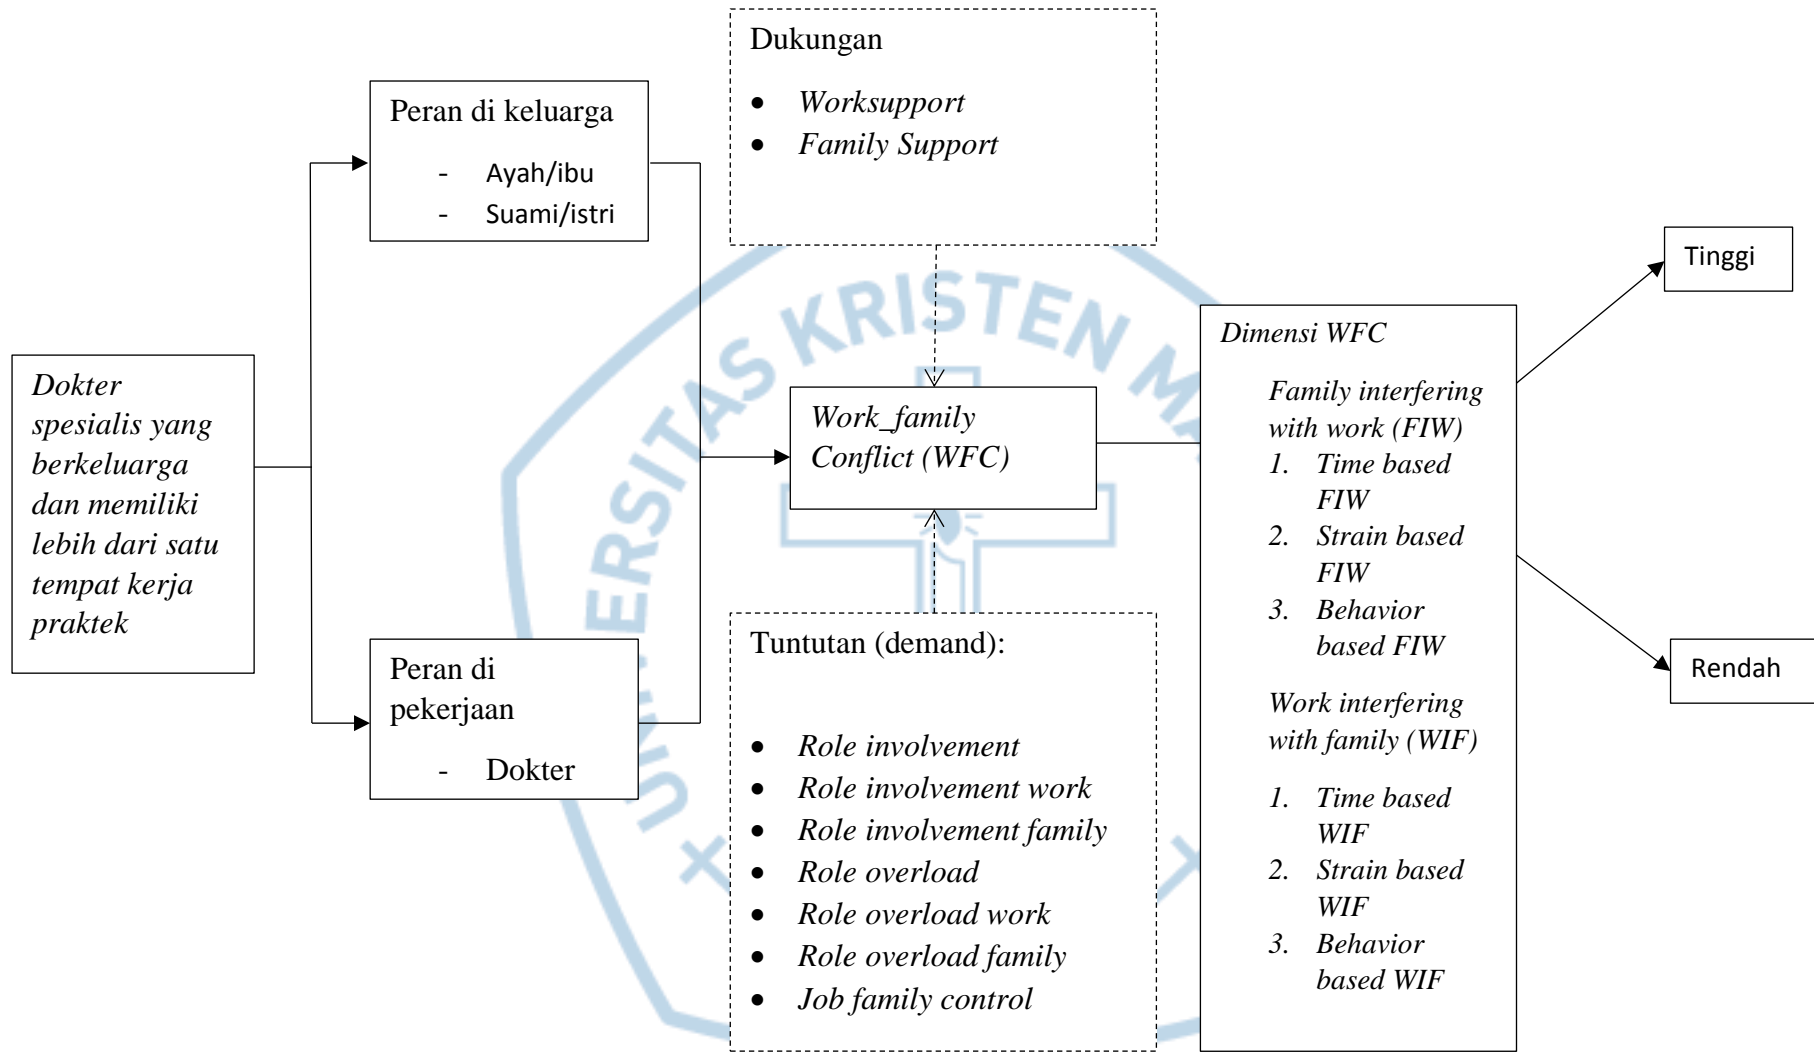 Dokter
spesialis yang
berkeluarga
dan memiliki
lebih dari satu
tempat kerja
praktek
Peran di keluarga
- Ayah/ibu
- Suami/istri
Peran di
pekerjaan
- Dokter
Dukungan
• Worksupport
• Family Support
Work_family
Conflict (WFC)
Tuntutan (demand):
• Role involvement
• Role involvement work
• Role involvement family
• Role overload
• Role overload work
• Role overload family
• Job family control
Dimensi WFC
Family interfering
with work (FIW)
1. Time based
FIW
2. Strain based
FIW
3. Behavior
based FIW
Work interfering
with family (WIF)
1. Time based
WIF
2. Strain based
WIF
3. Behavior
based WIF
Tinggi
Rendah
ERSITAS KRISTEN MA